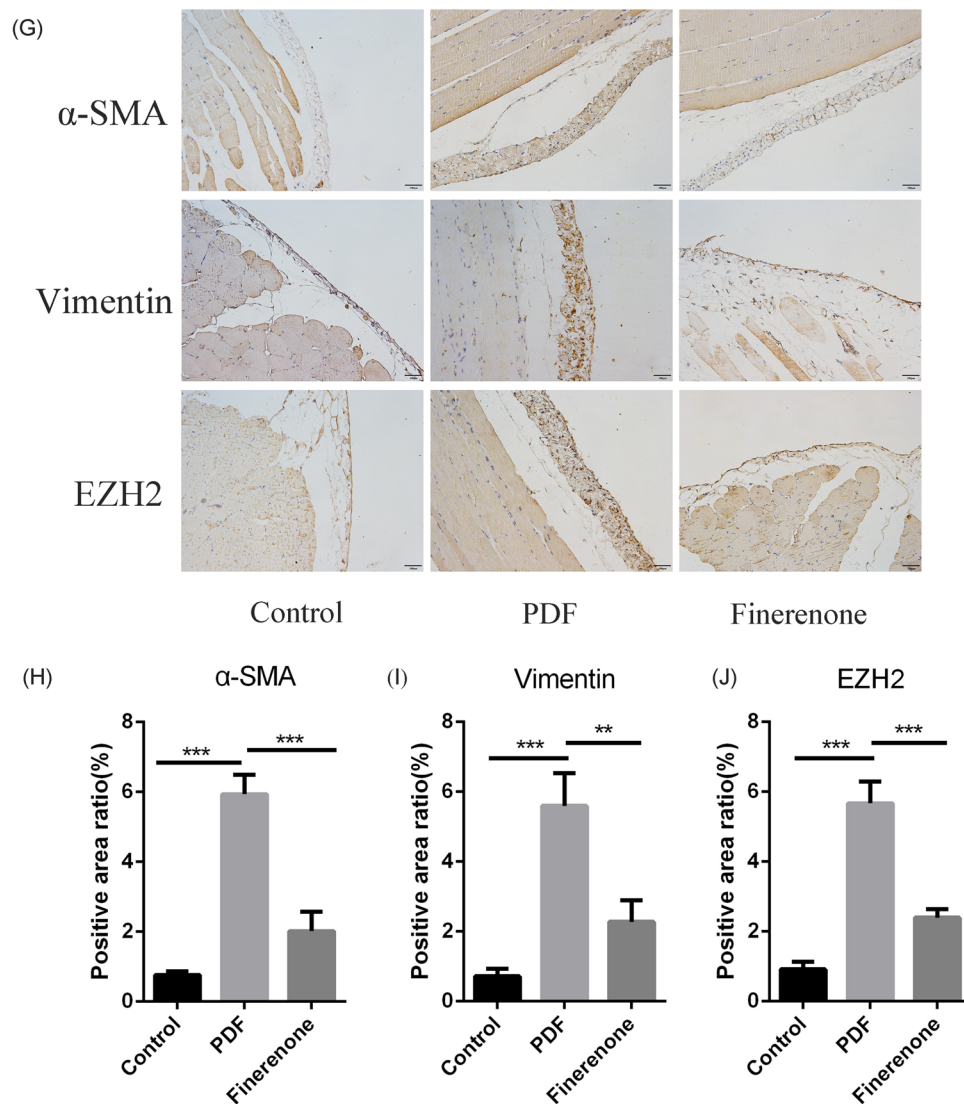 (G)
α-SMA
Vimentin
EZH2
Control PDF Finerenone
(H) α-SMA
Positive area ratio(%)
8
6
4
2
0
*** ***
Control PDF Finerenone
(I) Vimentin
Positive area ratio(%)
8
6
4
2
0
*** **
Control PDF Finerenone
(J) EZH2
Positive area ratio(%)
8
6
4
2
0
*** ***
Control PDF Finerenone